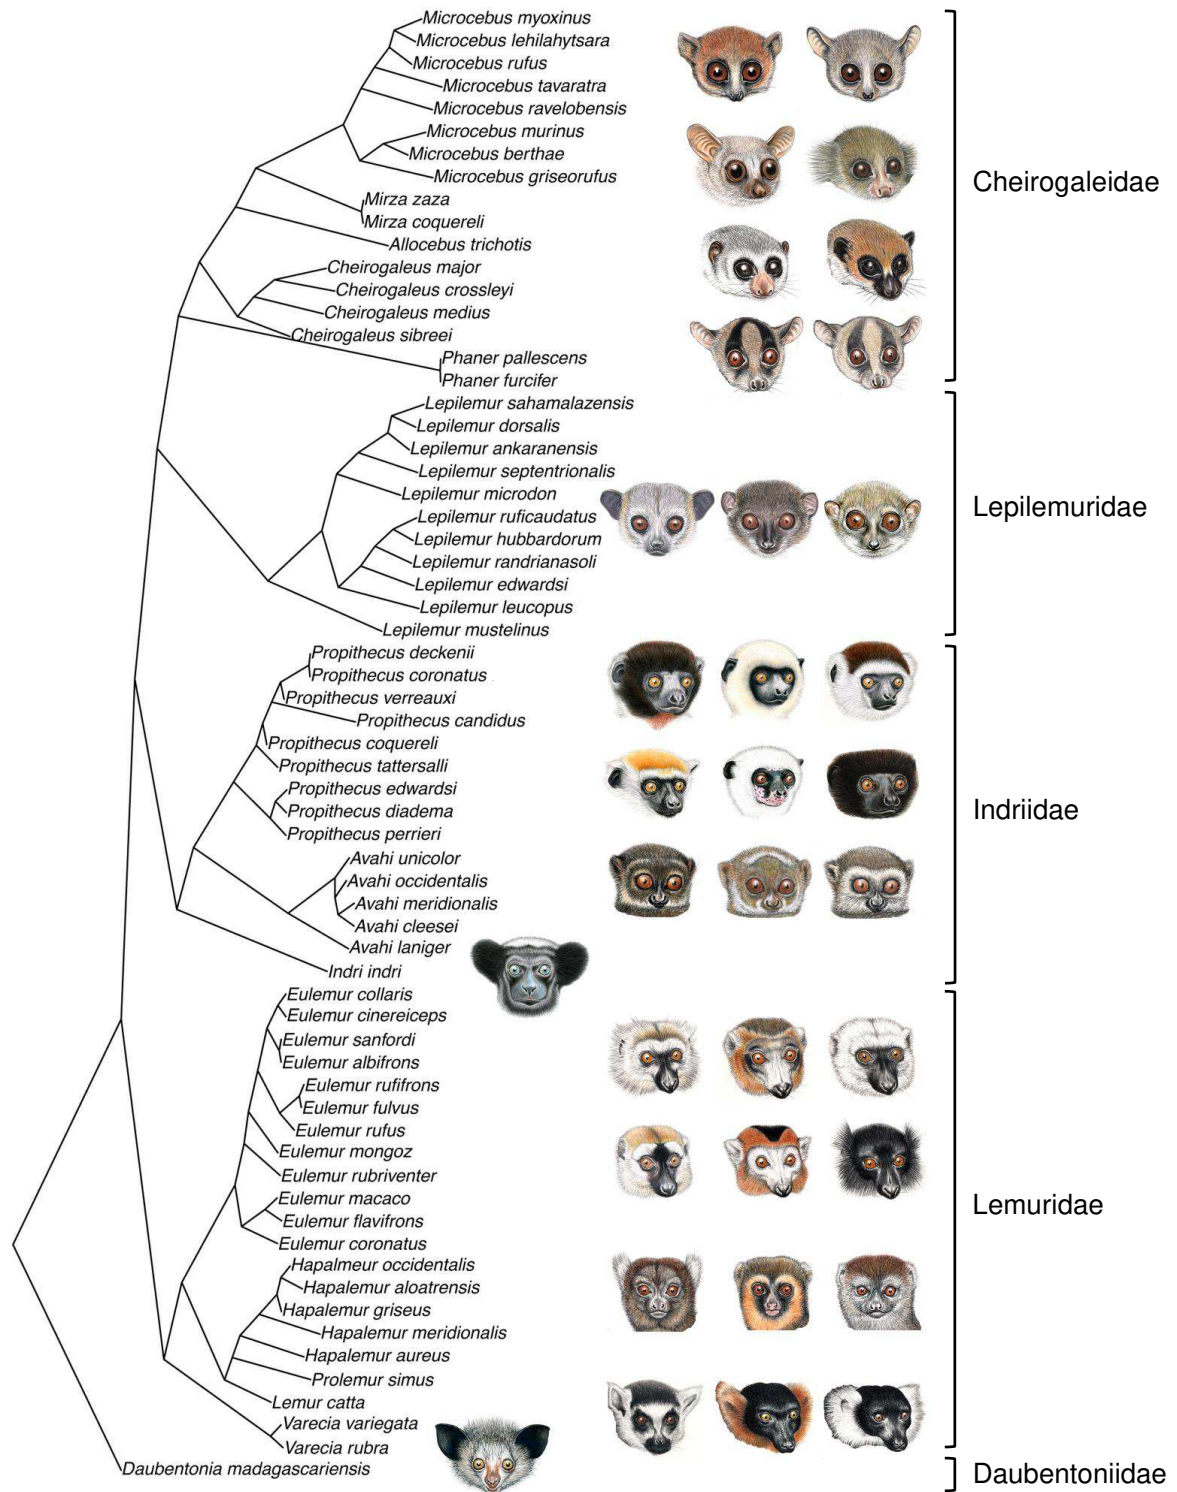 Microcebus myoxinus
Microcebus lehilahytsara
Microcebus rufus
Microcebus tavaratra
Microcebus ravelobensis
Microcebus murinus
Microcebus berthae
Microcebus griseorufus
Mirza zaza
Mirza coquereli
Allocebus trichotis
Cheirogaleus major
Cheirogaleus crossleyi
Cheirogaleus medius
Cheirogaleus sibreei
Phaner pallescens
Phaner furcifer
Cheirogaleidae
Lepilemur sahamalazensis
Lepilemur dorsalis
Lepilemur ankaranensis
Lepilemur septentrionalis
Lepilemur microdon
Lepilemur ruficaudatus
Lepilemur hubbardorum
Lepilemur randrianasoli
Lepilemur edwardsi
Lepilemur leucopus
Lepilemur mustelinus
Lepilemuridae
Propithecus deckenii
Propithecus coronatus
Propithecus verreauxi
Propithecus candidus
Propithecus coquereli
Propithecus tattersalli
Propithecus edwardsi
Propithecus diadema
Propithecus perrieri
Avahi unicolor
Avahi occidentalis
Avahi meridionalis
Avahi cleesei
Avahi laniger
Indri indri
Indriidae
Eulemur collaris
Eulemur cinereiceps
Eulemur sanfordi
Eulemur albifrons
Eulemur rufifrons
Eulemur fulvus
Eulemur rufus
Eulemur mongoz
Eulemur rubriventer
Eulemur macaco
Eulemur flavifrons
Eulemur coronatus
Hapalmeur occidentalis
Hapalemur aloatrensis
Hapalemur griseus
Hapalemur meridionalis
Hapalemur aureus
Prolemur simus
Lemur catta
Varecia variegata
Varecia rubra
Lemuridae
Daubentonia madagascariensis
Daubentoniidae